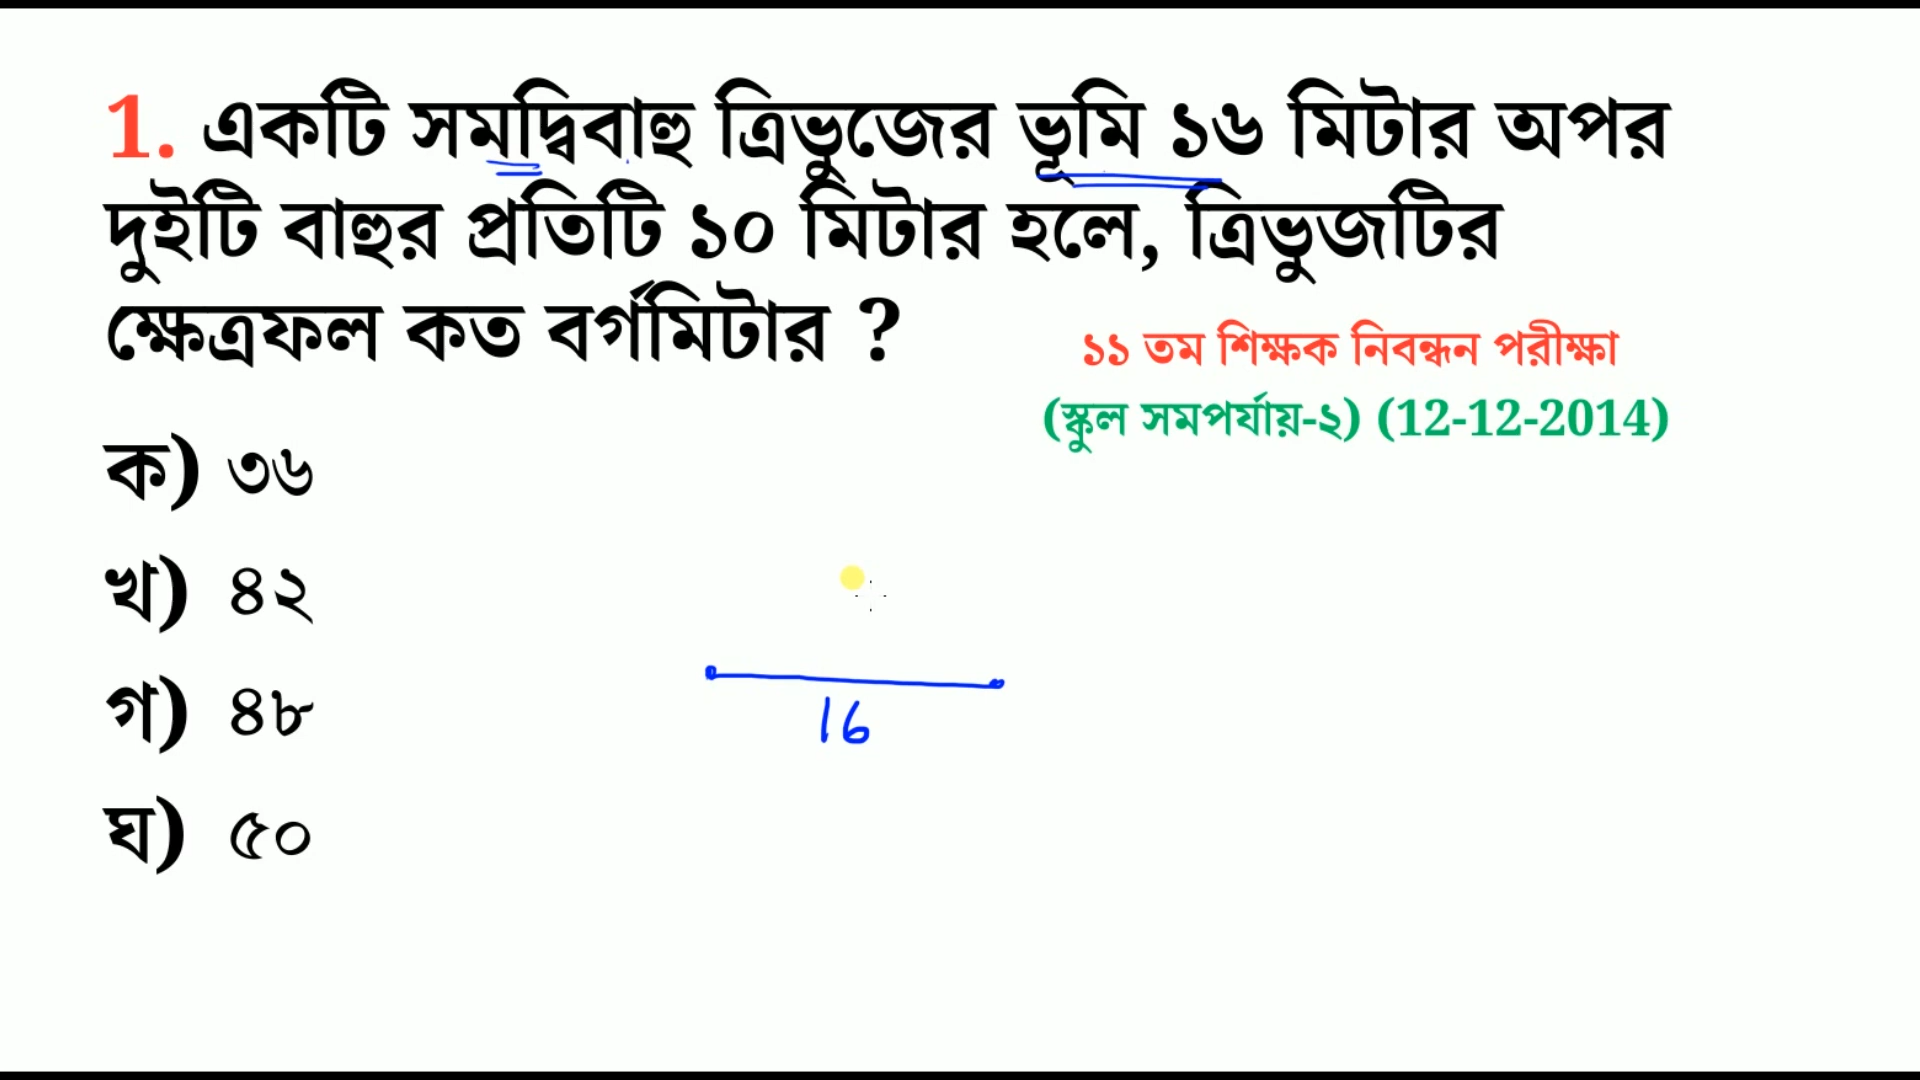 1. একটি সমদ্বিবাহু ত্রিভুজের ভূমি ১৬ মিটার অপর
দুইটি বাহুর প্রতিটি ১০ মিটার হলে, ত্রিভুজটির
ক্ষেত্রফল কত বর্গমিটার ?
১১ তম শিক্ষক নিবন্ধন পরীক্ষা
(স্কুল সমপর্যায়-২) (12-12-2014)
ক) ৩৬
খ) ৪২
গ) ৪৮
ঘ) ৫০
16